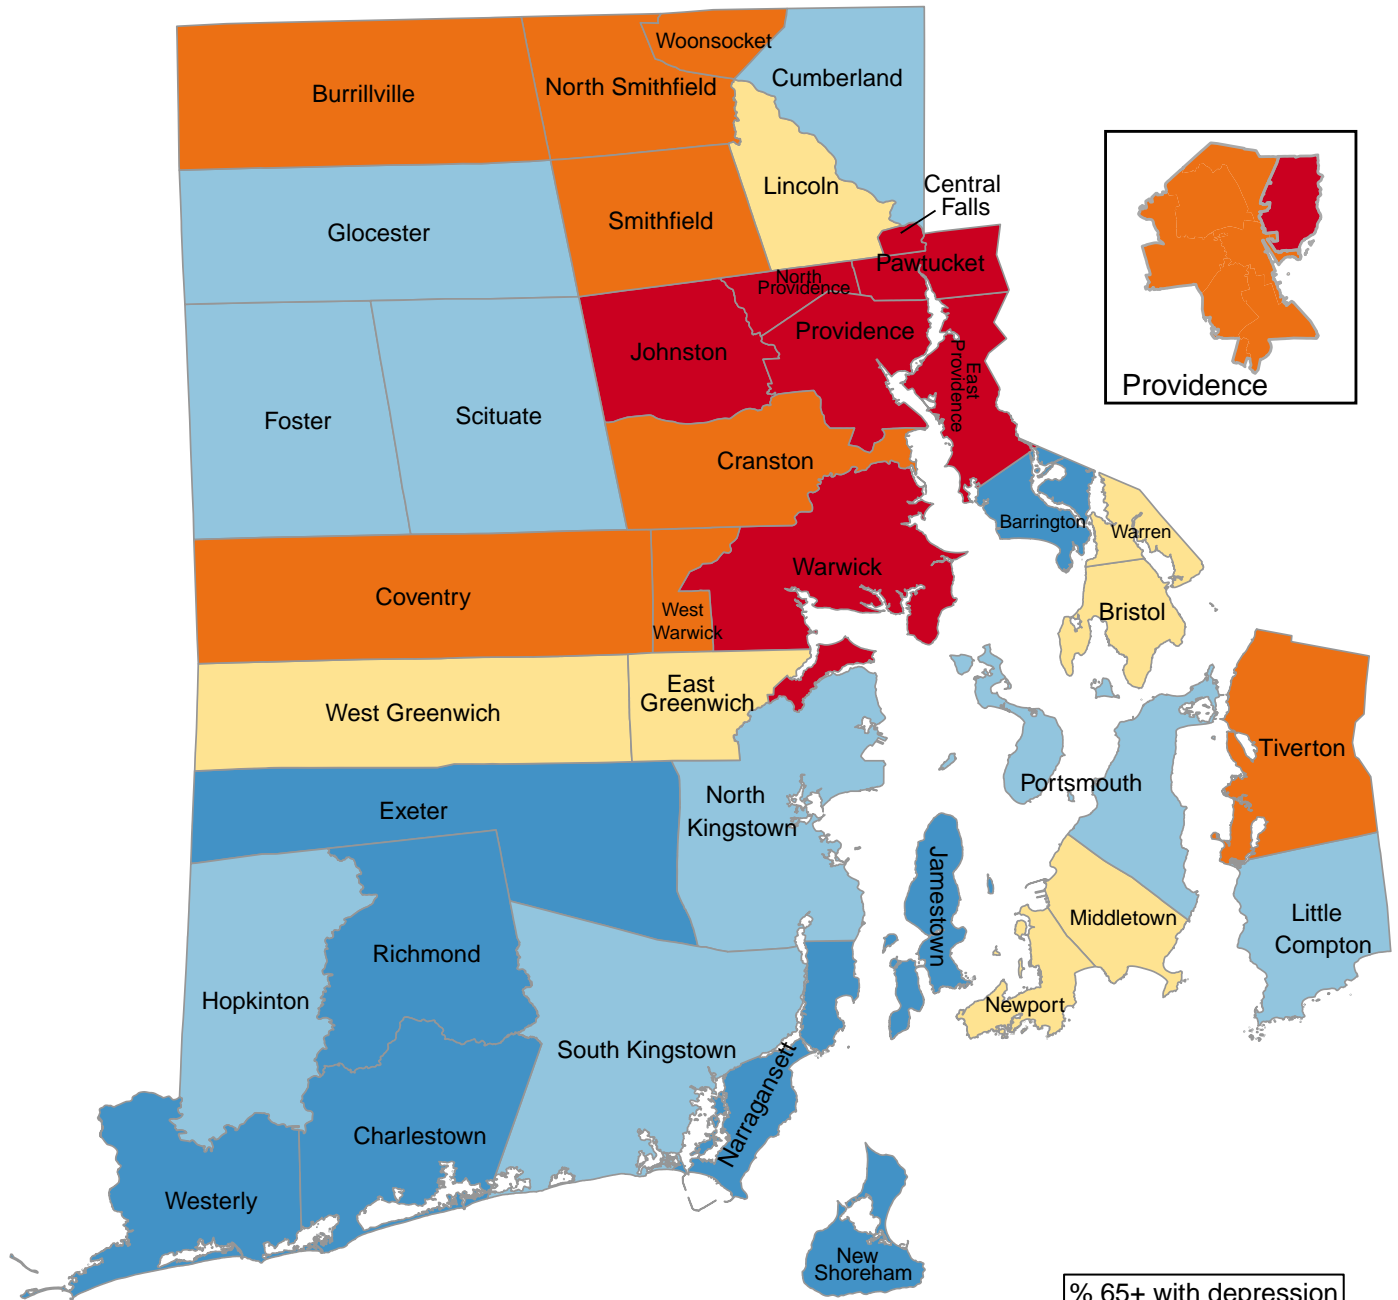 Woonsocket
Burrillville
North Smithfield
Cumberland
Lincoln
Central
Falls
Glocester
Smithfield
Pawtucket
North
Providence
Johnston
Providence
East
Providence
Providence
Foster
Scituate
Cranston
Barrington
Warren
Warwick
Coventry
West
Warwick
Bristol
West Greenwich
East
Greenwich
Tiverton
Portsmouth
Exeter
North
Kingstown
Jamestown
Middletown
Little
Compton
Richmond
Hopkinton
Newport
South Kingstown
Narragansett
Charlestown
Westerly
New
Shoreham
% 65+ with depression